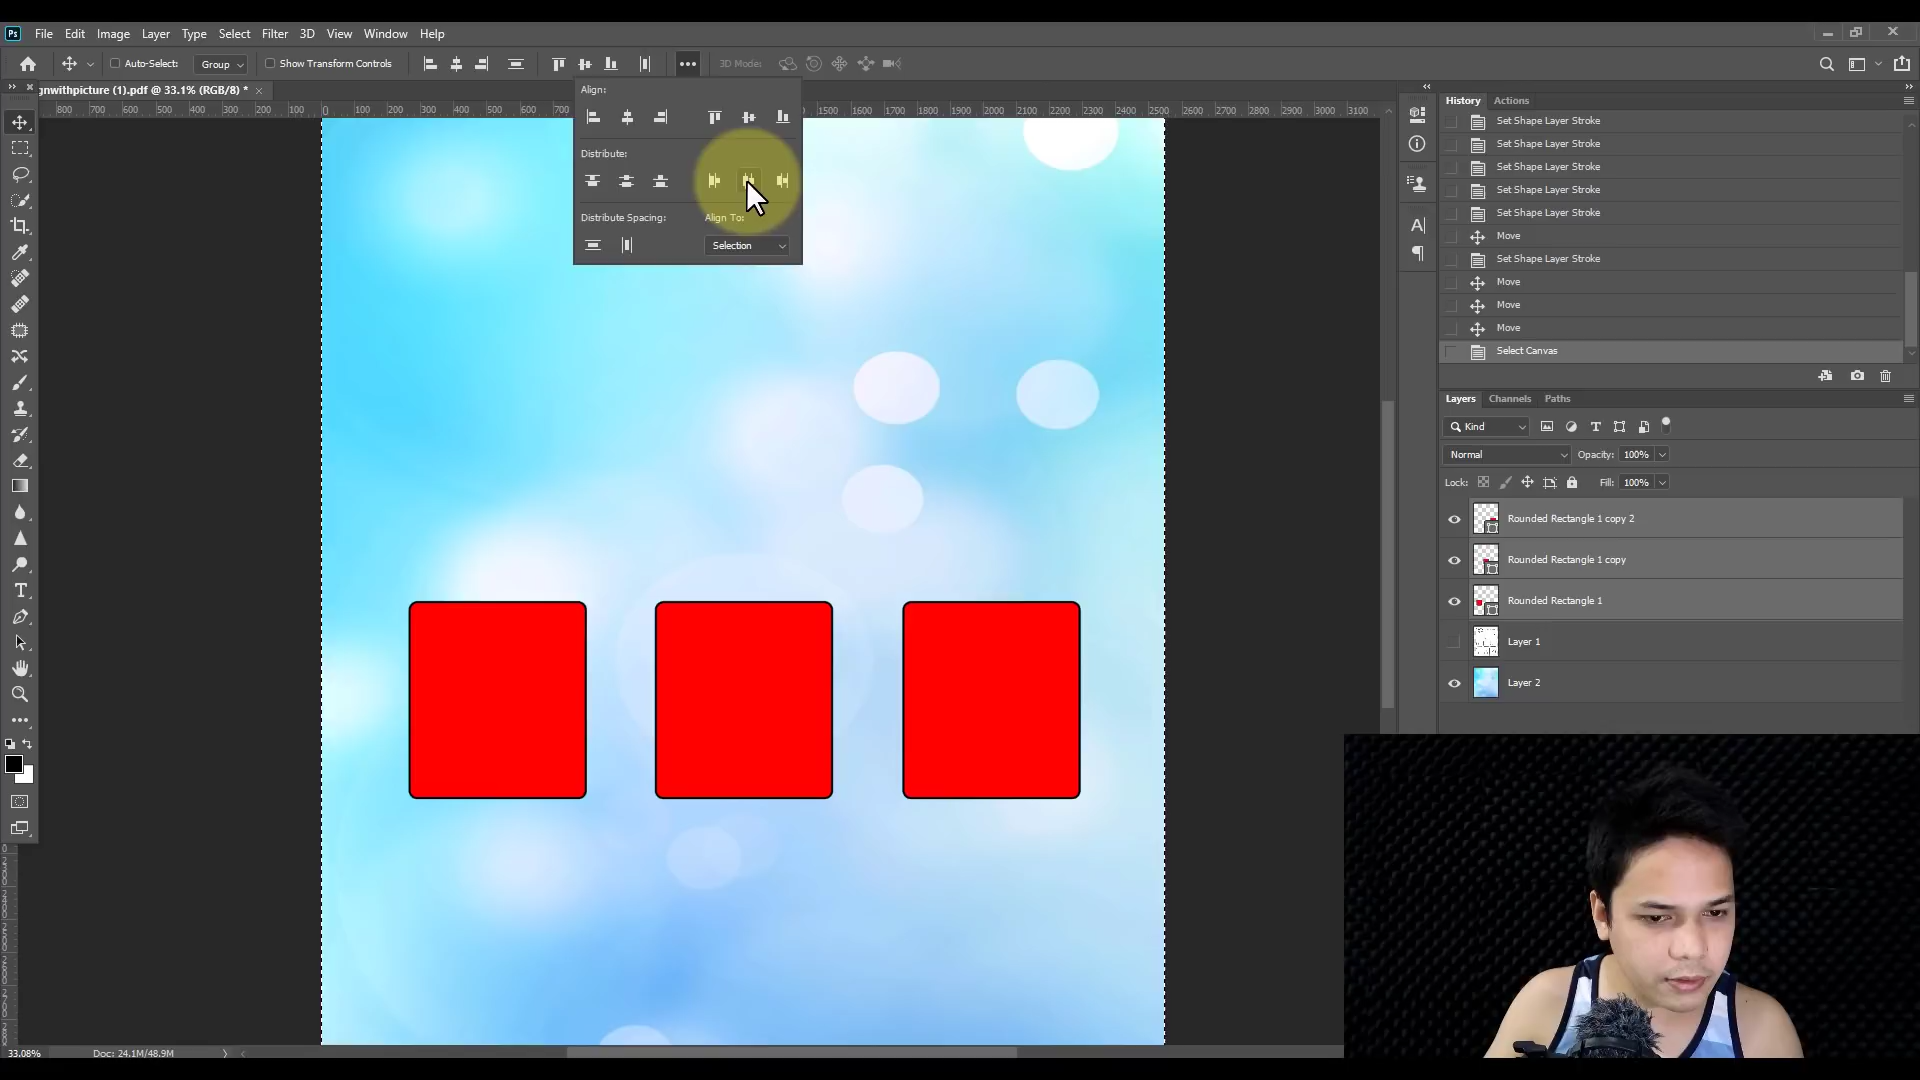 Ps File Edit Image Layer Type Select Filter 3D View Window Help
Auto-Select: Group Show Transform Controls 3D Mode:
gnwithpicture (1).pdf @ 33.1% (RGB/8) *
800 700 600 500 400 300 200 100 0 100 200 300 400 500 600 700 1500 1600 1700 1800 1900 2000 2100 2200 2300 2400 2500 2600 2700 2800 2900 3000 3100
Align:
Distribute:
Distribute Spacing: Align To:
Selection
History Actions
Set Shape Layer Stroke
Set Shape Layer Stroke
Set Shape Layer Stroke
Set Shape Layer Stroke
Set Shape Layer Stroke
Move
Set Shape Layer Stroke
Move
Move
Move
Select Canvas
Layers Channels Paths
Kind
Normal Opacity: 100%
Lock: Fill: 100%
Rounded Rectangle 1 copy 2
Rounded Rectangle 1 copy
Rounded Rectangle 1
Layer 1
Layer 2
33.08% Doc: 24.1M/48.9M